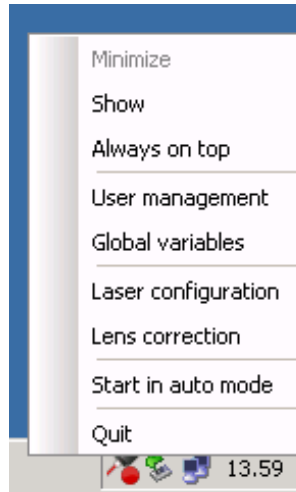 Minimize
Show
Always on top
User management
Global variables
Laser configuration
Lens correction
Start in auto mode
Quit
13.59